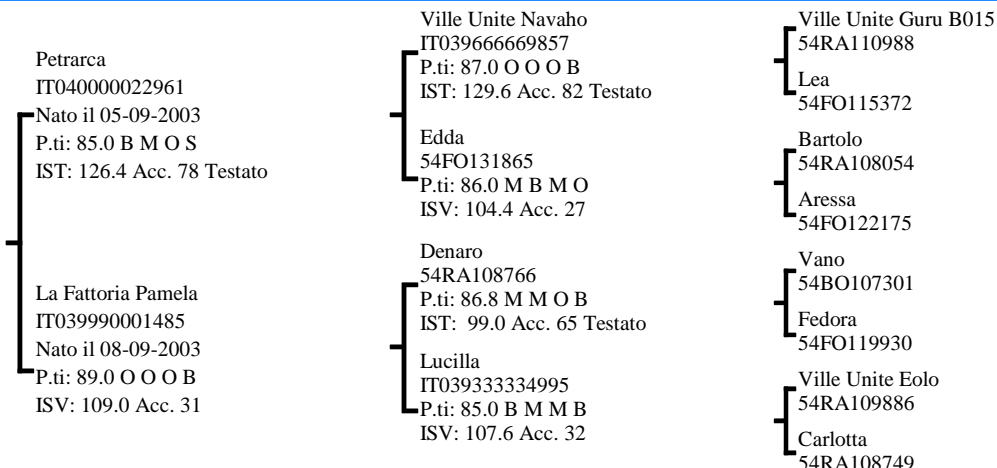 Petrarca
IT040000022961
Nato il 05-09-2003
P.ti: 85.0 B M O S
IST: 126.4 Acc. 78 Testato
La Fattoria Pamela
IT039990001485
Nato il 08-09-2003
P.ti: 89.0 O O O B
ISV: 109.0 Acc. 31
Ville Unite Navaho
IT039666669857
P.ti: 87.0 O O O B
IST: 129.6 Acc. 82 Testato
Edda
54FO131865
P.ti: 86.0 M B M O
ISV: 104.4 Acc. 27
Denaro
54RA108766
P.ti: 86.8 M M O B
IST:  99.0 Acc. 65 Testato
Lucilla
IT039333334995
P.ti: 85.0 B M M B
ISV: 107.6 Acc. 32
Ville Unite Guru B015
54RA110988
Lea
54FO115372
Bartolo
54RA108054
Aressa
54FO122175
Vano
54BO107301
Fedora
54FO119930
Ville Unite Eolo
54RA109886
Carlotta
54RA108749